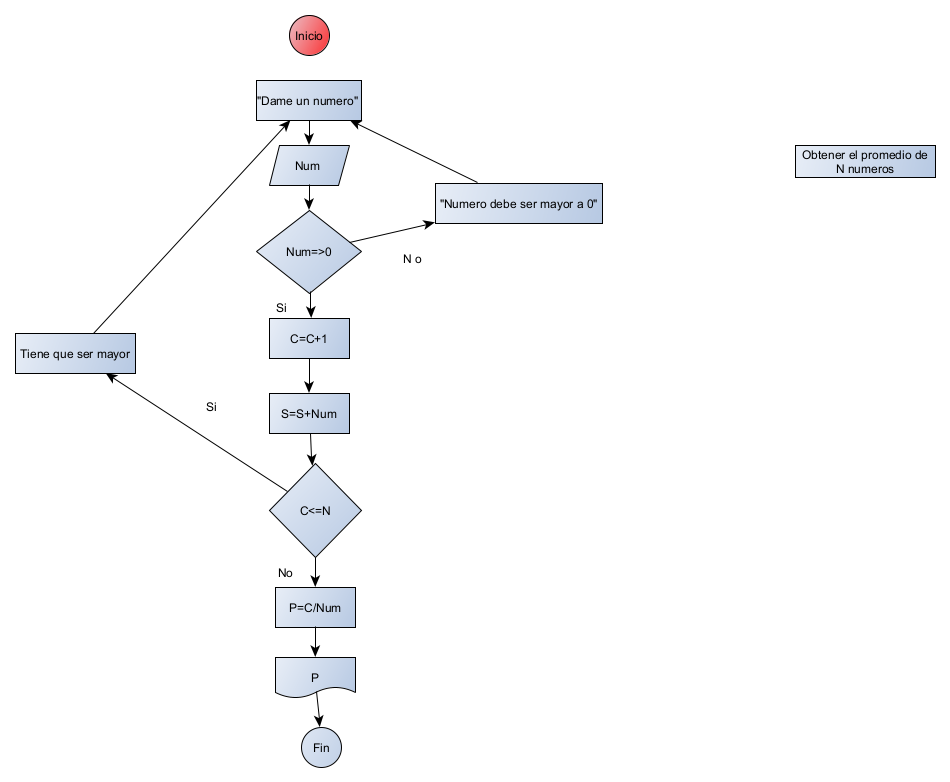 Inicio
"Dame un numero"
Obtener el promedio de
N numeros
Num
"Numero debe ser mayor a 0"
Num=>0
N o
Si
C=C+1
Tiene que ser mayor
Si
S=S+Num
C<=N
No
P=C/Num
P
Fin